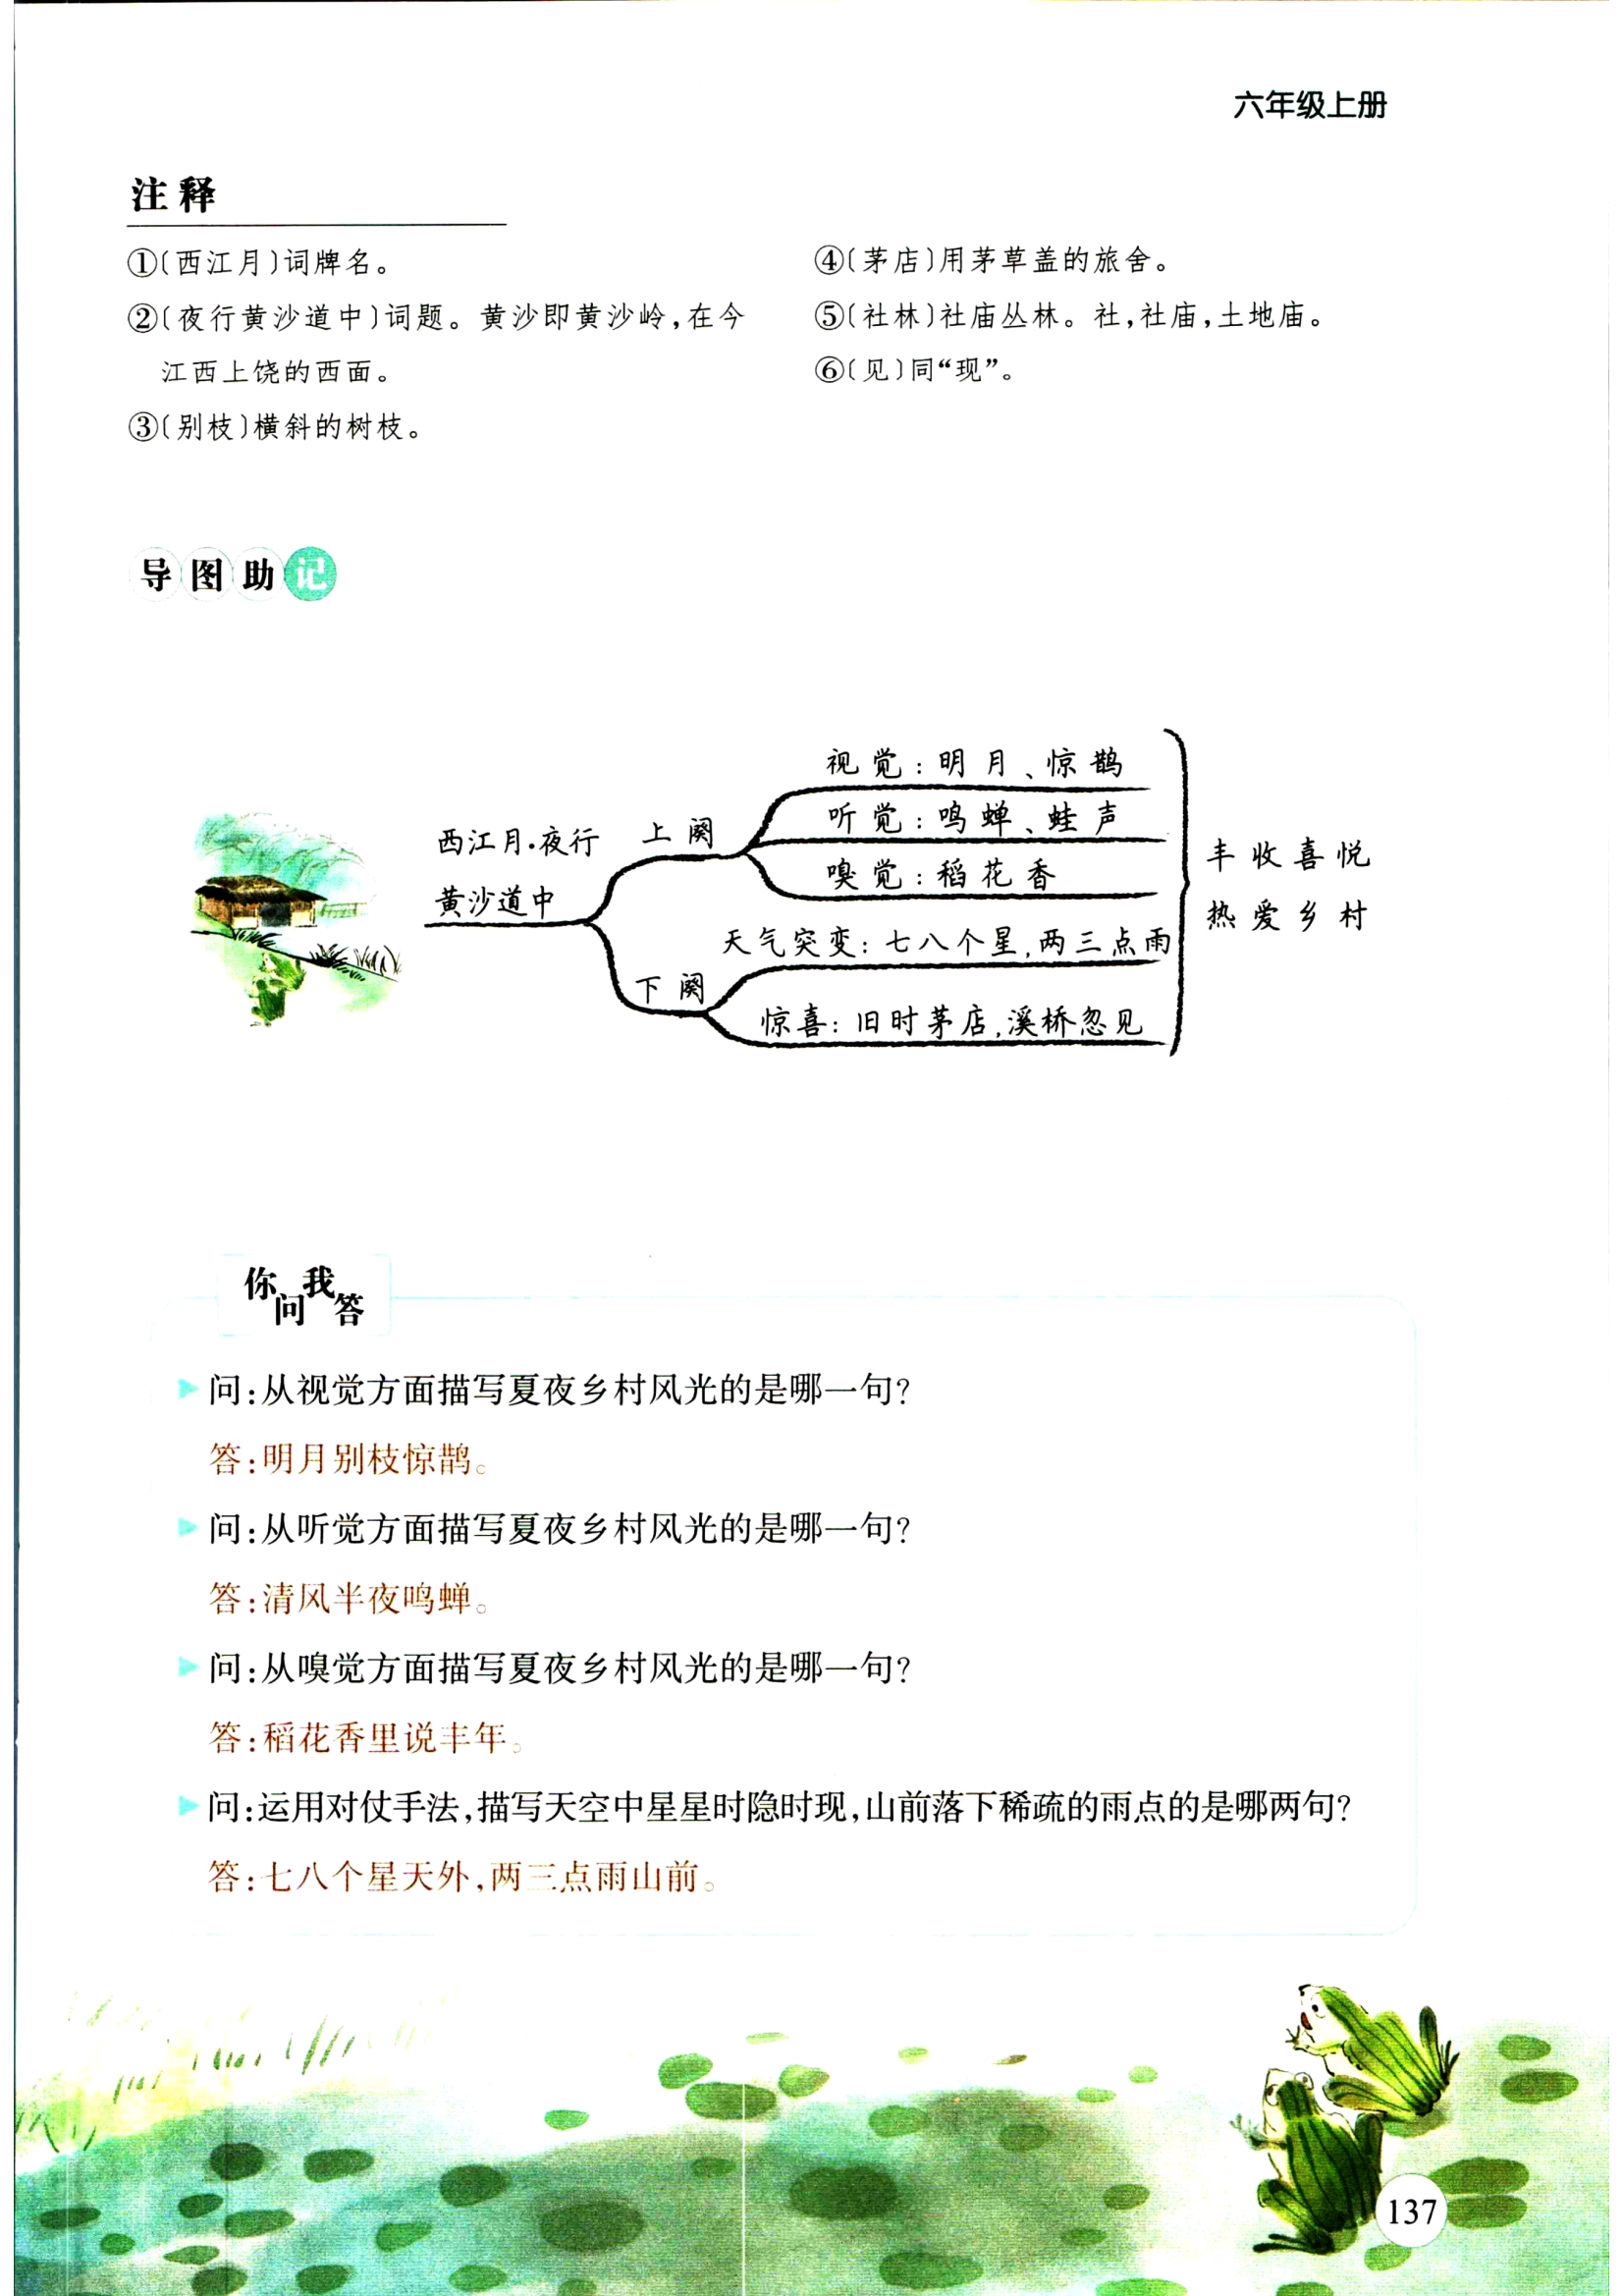 六年级上册
注释
①〔西江月〕词牌名。
②〔夜行黄沙道中〕词题。黄沙即黄沙岭,在今
江西上饶的西面。
③〔别枝〕横斜的树枝。
④〔茅店〕用茅草盖的旅舍。
⑤〔社林〕社庙丛林。社,社庙,土地庙。
⑥〔见〕同“现”。
导图助记
西江月·夜行
黄沙道中
上阕
视觉:明月、惊鹊
听觉:鸣蝉、蛙声
嗅觉:稻花香
下阕
天气突变:七八个星,两三点雨
惊喜:旧时茅店,溪桥忽见
丰收喜悦
热爱乡村
你问我答
问:从视觉方面描写夏夜乡村风光的是哪一句?
答:明月别枝惊鹊。
问:从听觉方面描写夏夜乡村风光的是哪一句?
答:清风半夜鸣蝉。
问:从嗅觉方面描写夏夜乡村风光的是哪一句?
答:稻花香里说丰年。
问:运用对仗手法,描写天空中星星时隐时现,山前落下稀疏的雨点的是哪两句?
答:七八个星天外,两三点雨山前。
137